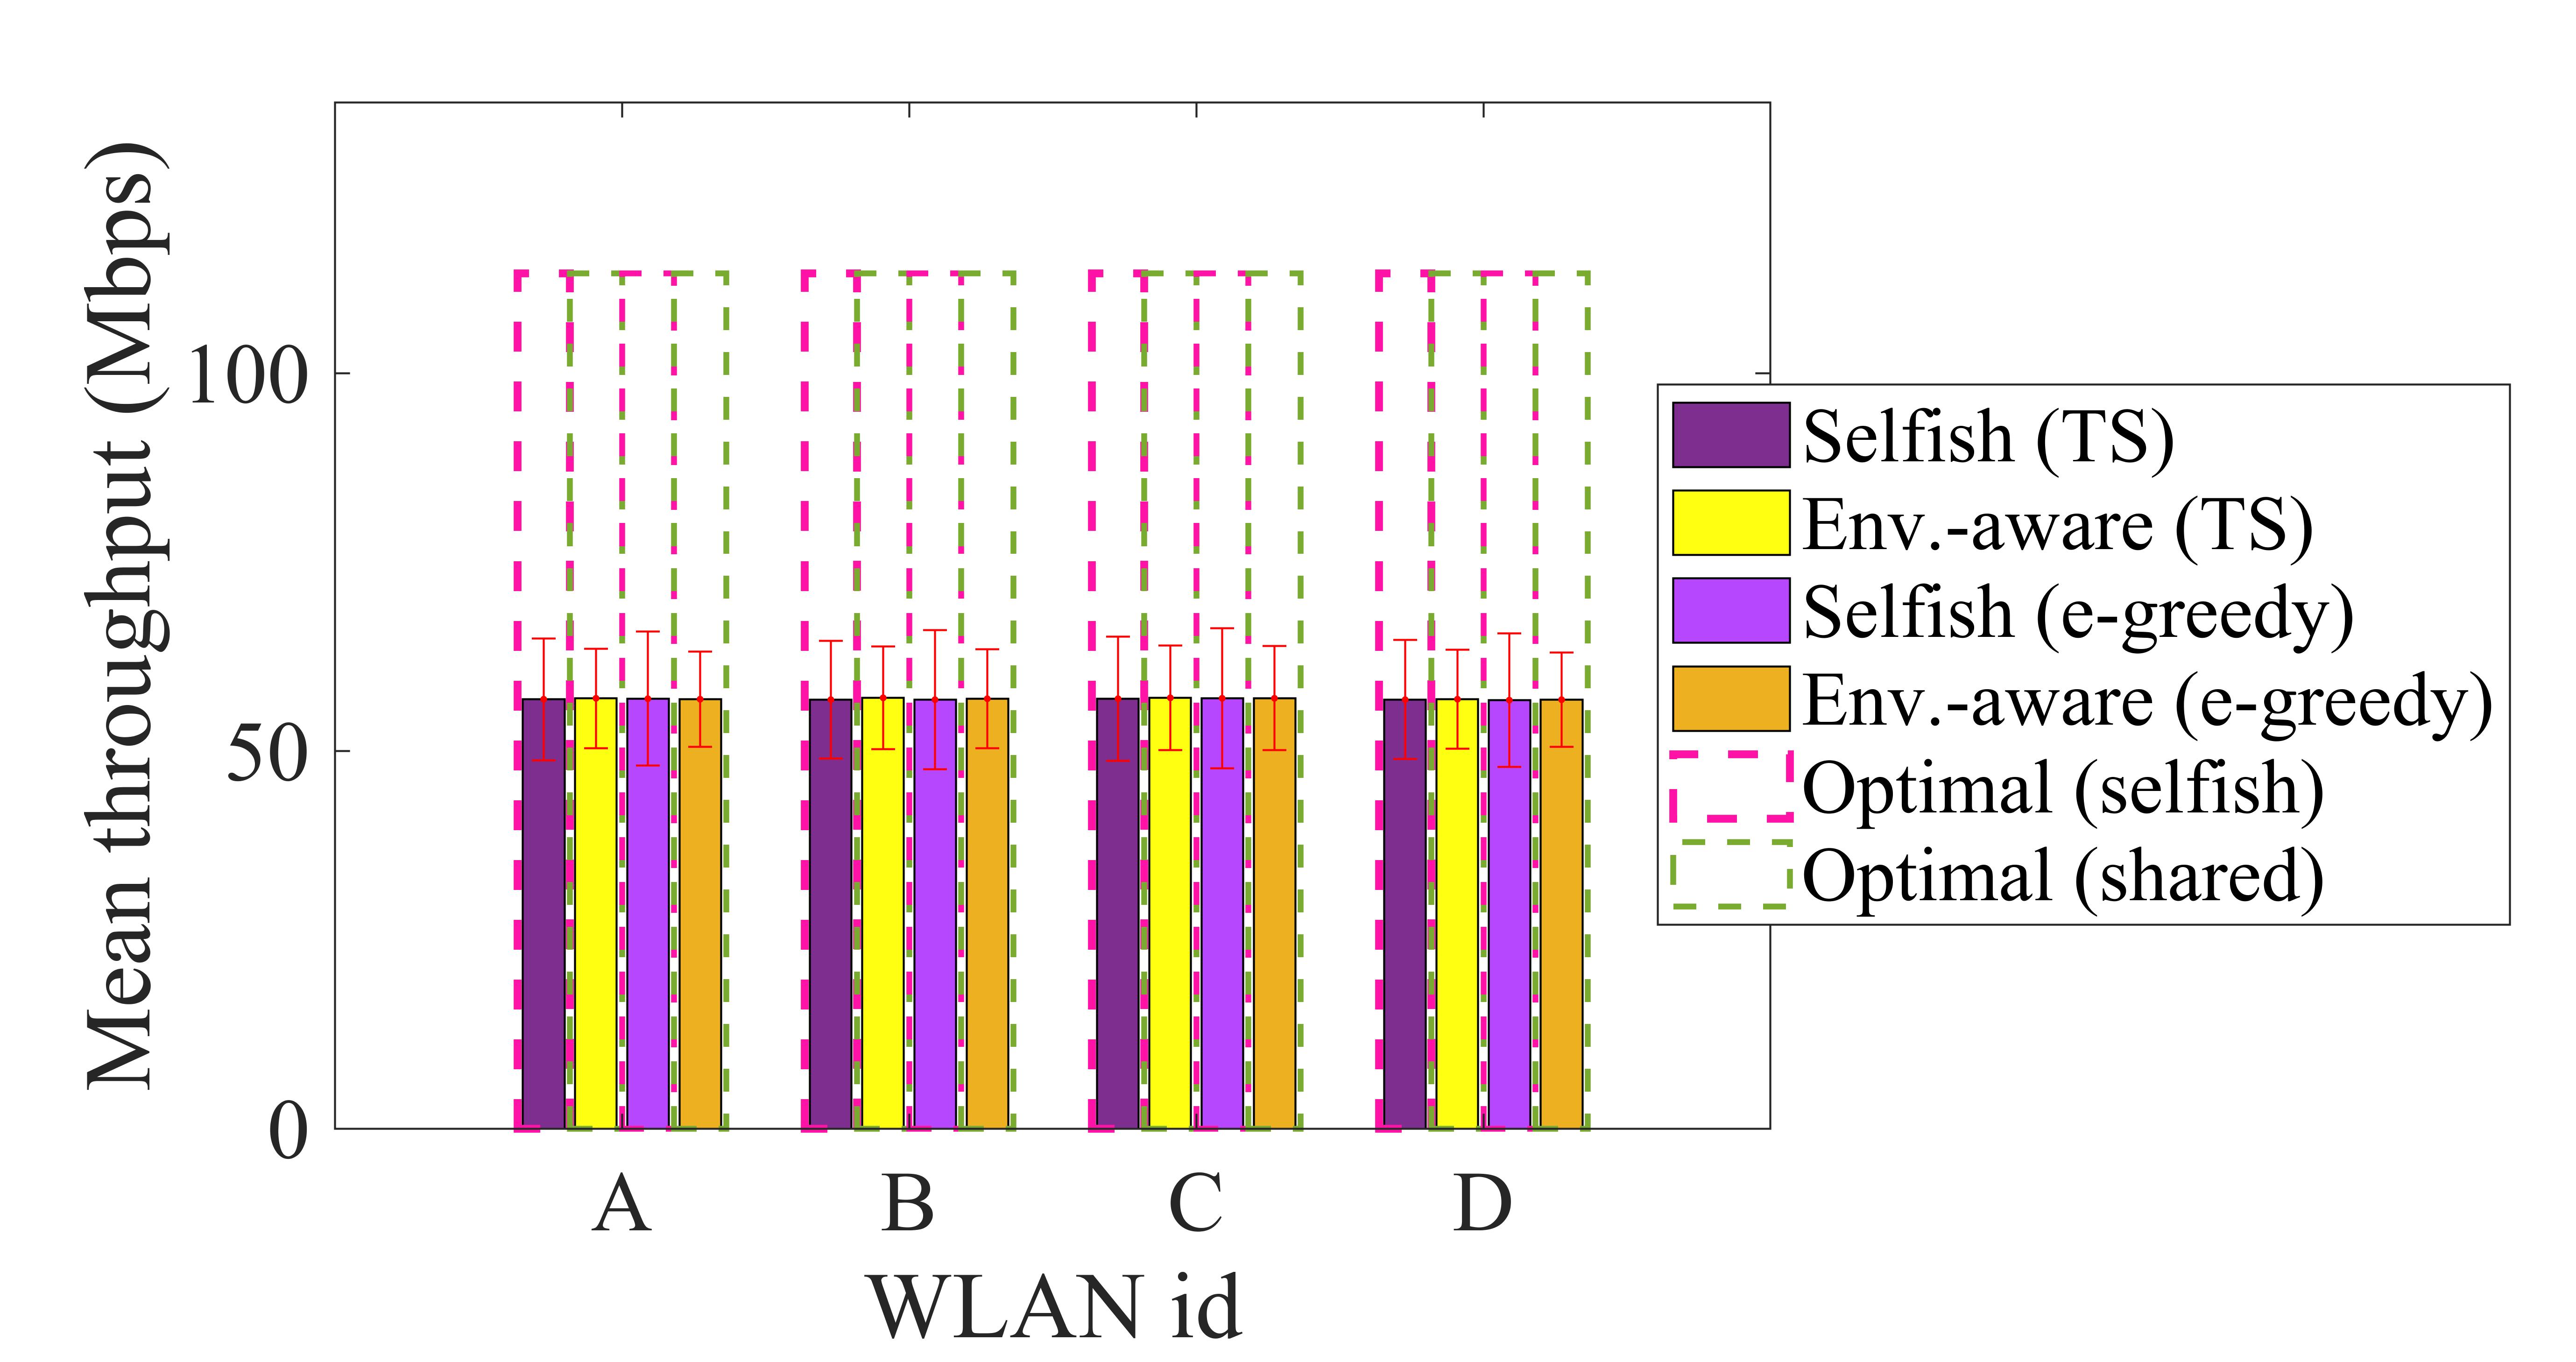 Mean throughput (Mbps)
100
50
0
A
B
C
D
WLAN id
Selfish (TS)
Env.-aware (TS)
Selfish (e-greedy)
Env.-aware (e-greedy)
Optimal (selfish)
Optimal (shared)